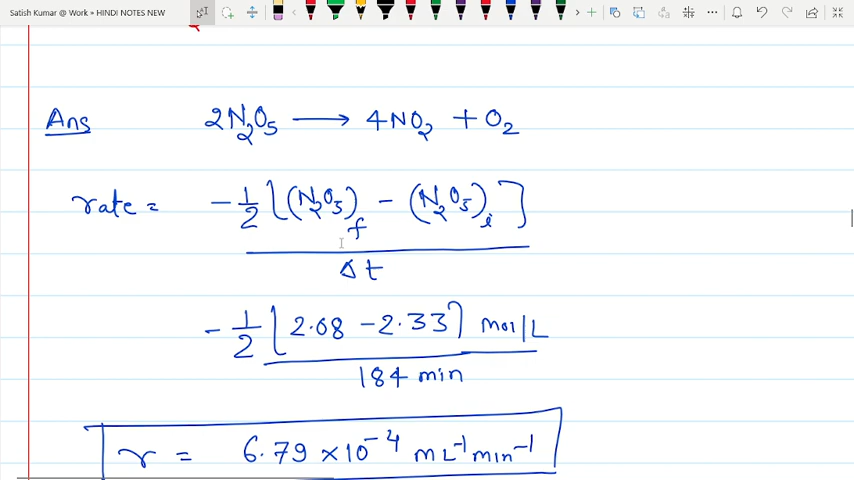 Satish Kumar @ Work » HINDI NOTES NEW
Ans 2N₂O₅ ⟶ 4NO₂ + O₂
rate = -1/2 [(N₂O₅)f - (N₂O₅)i]
Δt
-1/2 [2.08 - 2.33] mol/L
184 min
r = 6.79 × 10⁻⁴ mL⁻¹ min⁻¹